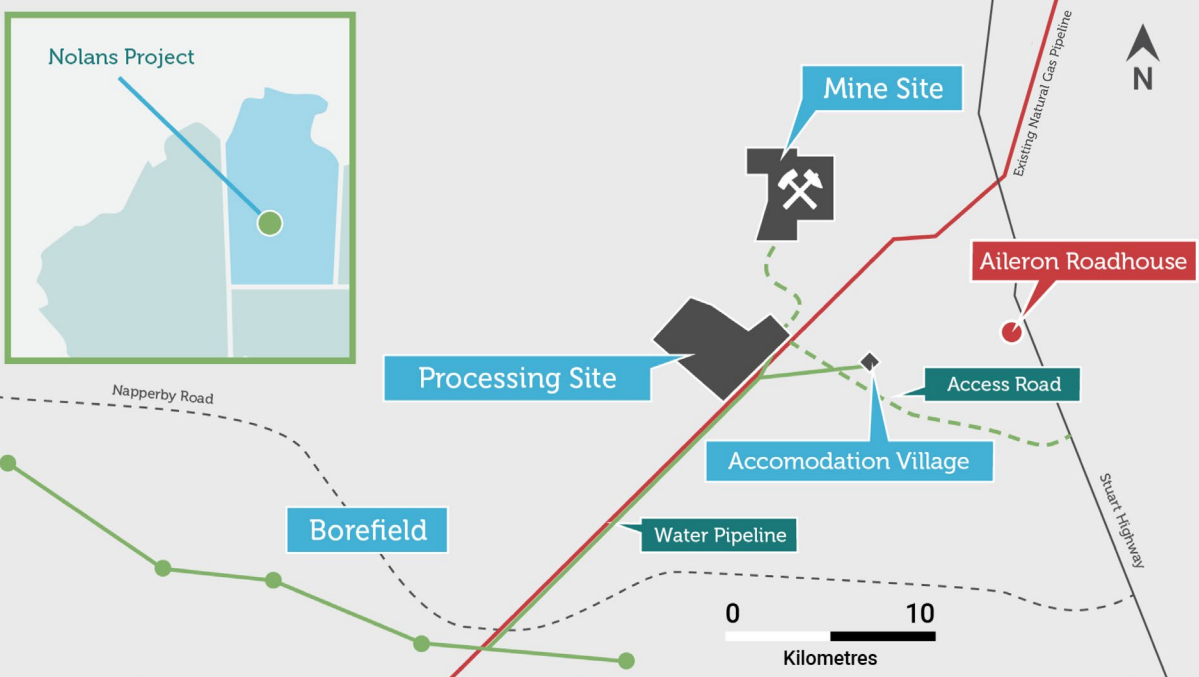 Nolans Project
Mine Site
N
Existing Natural Gas Pipeline
Aileron Roadhouse
Processing Site
Access Road
Napperby Road
Accomodation Village
Stuart Highway
Borefield
Water Pipeline
0 10
Kilometres